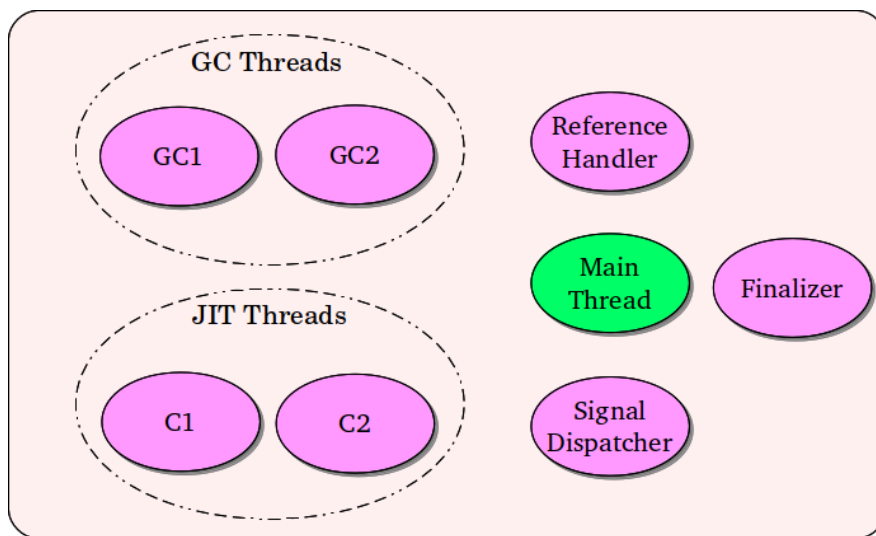 GC Threads
GC1
GC2
Reference
Handler
Main
Thread
Finalizer
JIT Threads
C1
C2
Signal
Dispatcher